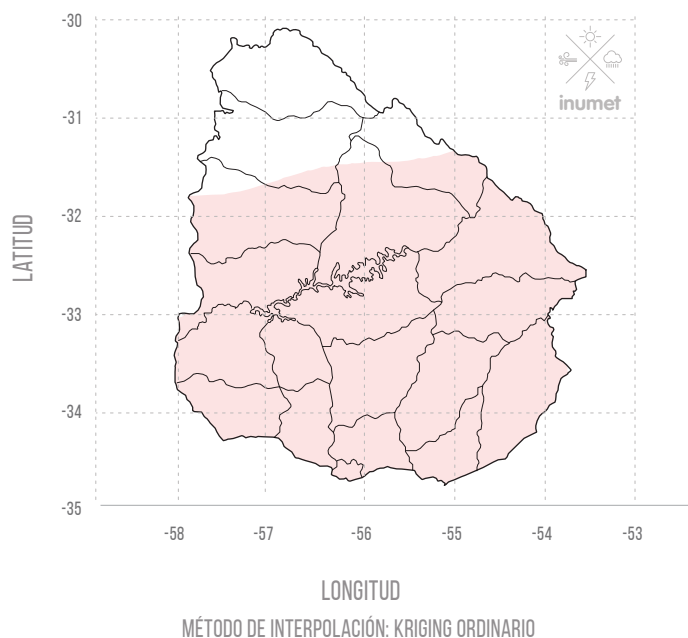 -30
inumet
-31
-32
LATITUD
-33
-34
-35
-58 -57 -56 -55 -54 -53
LONGITUD
MÉTODO DE INTERPOLACIÓN: KRIGING ORDINARIO